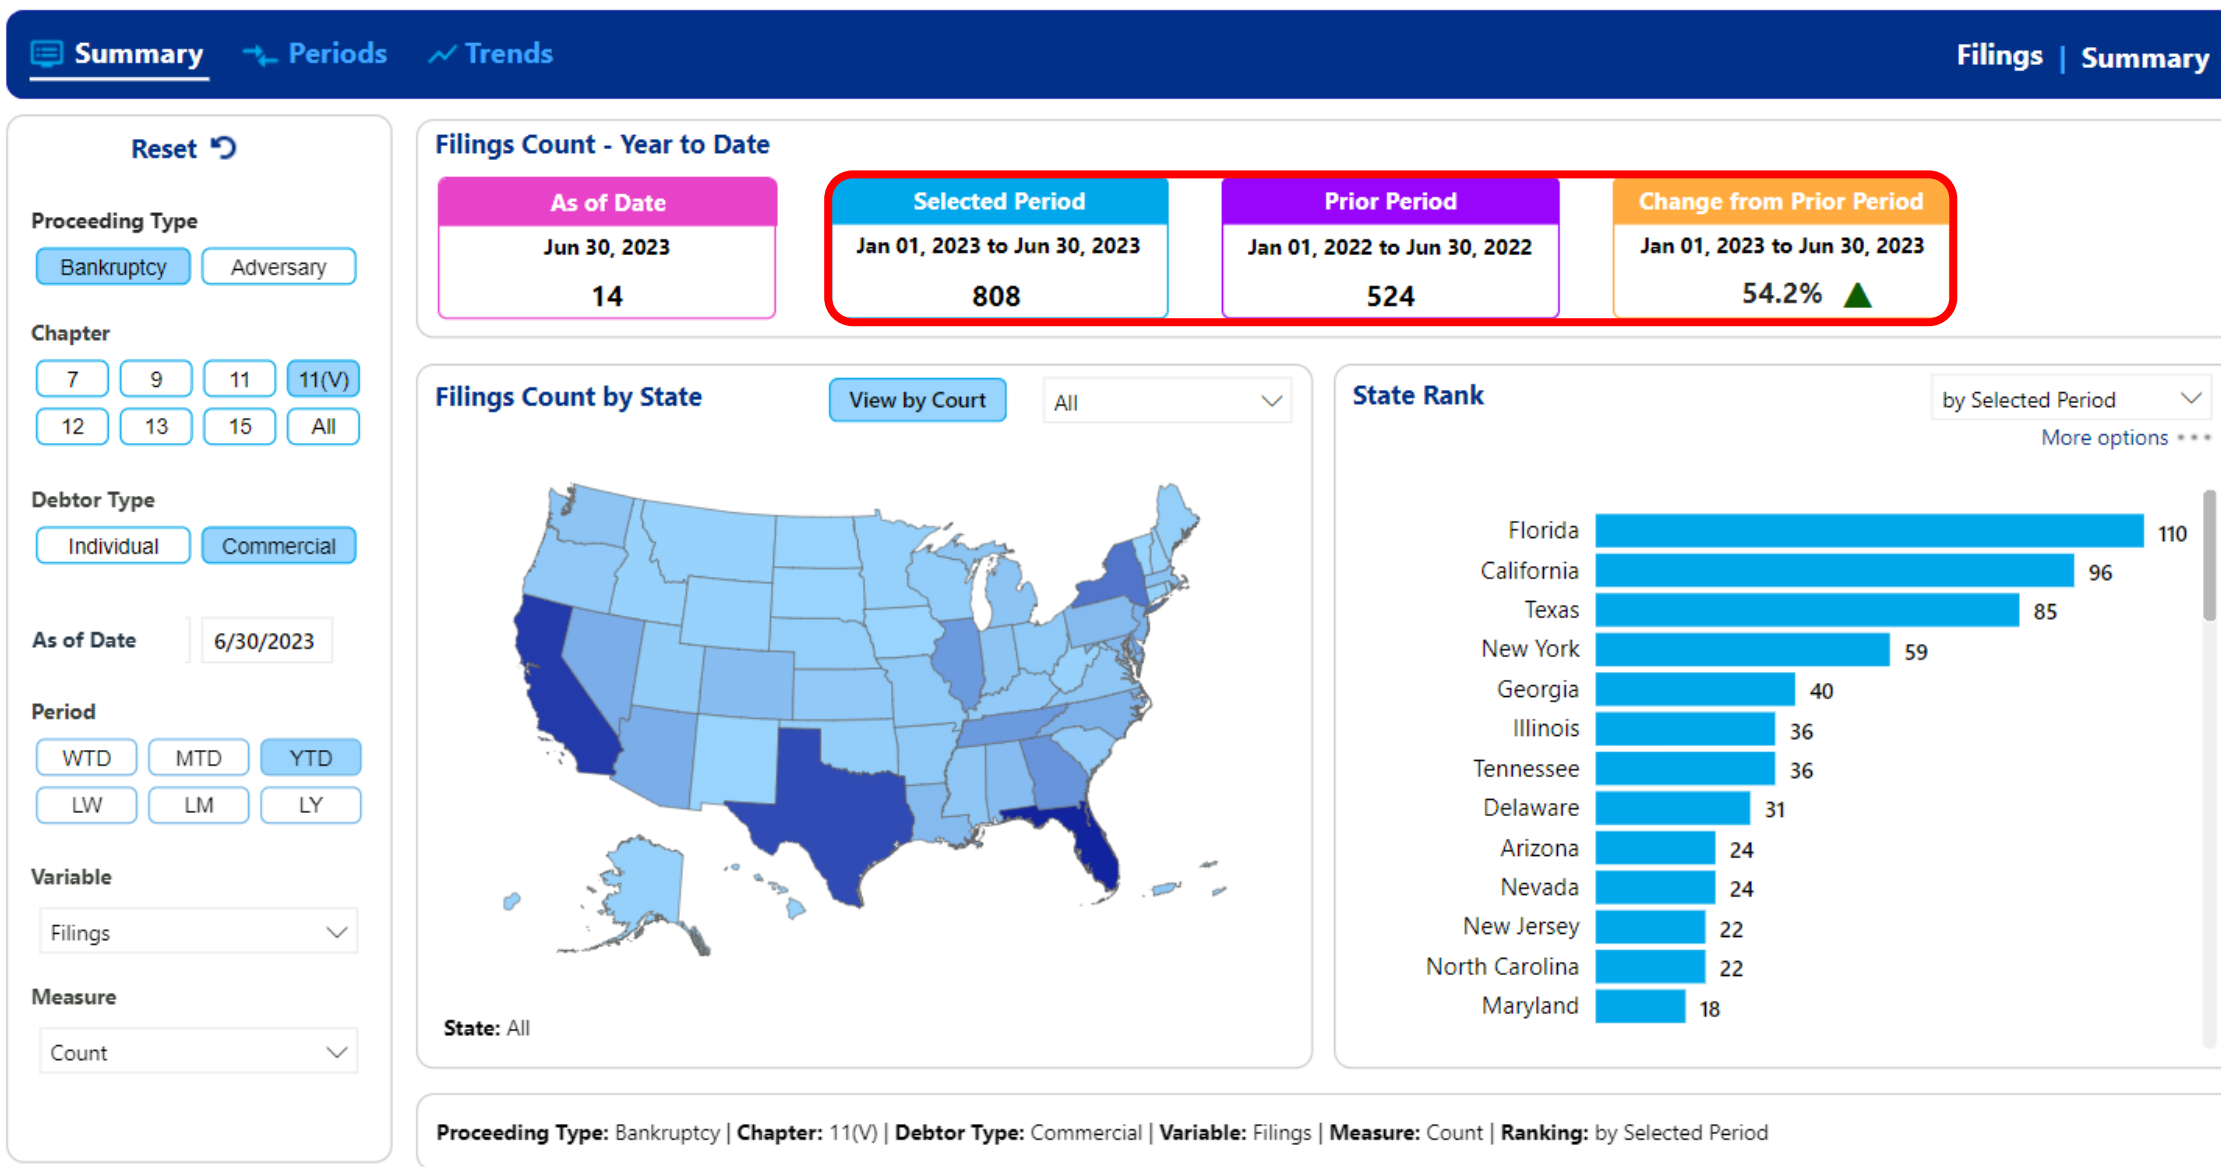 Summary Periods Trends Filings | Summary
Reset
Proceeding Type
Bankruptcy Adversary
Chapter
7 9 11 11(V)
12 13 15 All
Debtor Type
Individual Commercial
As of Date 6/30/2023
Period
WTD MTD YTD
LW LM LY
Variable
Filings
Measure
Count
Filings Count - Year to Date
As of Date
Jun 30, 2023
14
Selected Period
Jan 01, 2023 to Jun 30, 2023
808
Prior Period
Jan 01, 2022 to Jun 30, 2022
524
Change from Prior Period
Jan 01, 2023 to Jun 30, 2023
54.2%
Filings Count by State View by Court All
State: All
State Rank by Selected Period
More options
Florida 110
California 96
Texas 85
New York 59
Georgia 40
Illinois 36
Tennessee 36
Delaware 31
Arizona 24
Nevada 24
New Jersey 22
North Carolina 22
Maryland 18
Proceeding Type: Bankruptcy | Chapter: 11(V) | Debtor Type: Commercial | Variable: Filings | Measure: Count | Ranking: by Selected Period